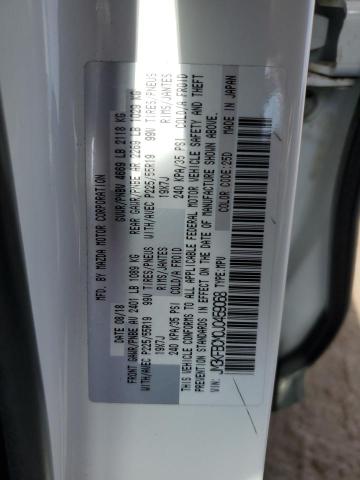 MFD. BY: MAZDA MOTOR CORPORATION
DATE: 08/18 GVWR/PNBV 4669 LB 2118 KG
FRONT GAWR/PNBE AV 2401 LB 1089 KG REAR GAWR/PNBE AR 2269 LB 1029 KG
WITH/AVEC P225/55R19 99V TIRES/PNEUS WITH/AVEC P225/55R19 99V TIRES/PNEUS
19X7J RIMS/JANTES 19X7J RIMS/JANTES
240 KPA/35 PSI COLD/A FROID 240 KPA/35 PSI COLD/A FROID
THIS VEHICLE CONFORMS TO ALL APPLICABLE FEDERAL MOTOR VEHICLE SAFETY AND THEFT
PREVENTION STANDARDS IN EFFECT ON THE DATE OF MANUFACTURE SHOWN ABOVE.
VIN: TYPE: MPV COLOR CODE: 25D MADE IN JAPAN